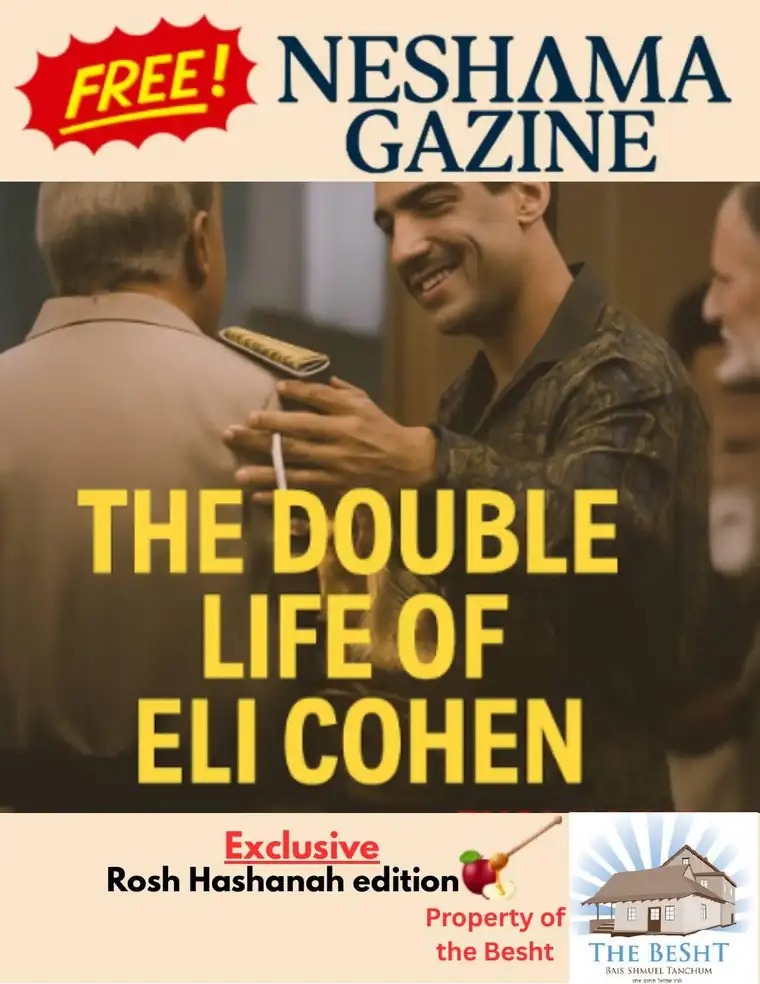 FREE!
NESHAMA
GAZINE
THE DOUBLE
LIFE OF
ELI COHEN
Exclusive
Rosh Hashanah edition
Property of
the Besht
THE BESHT
BAIS SHMUEL TANCHUM